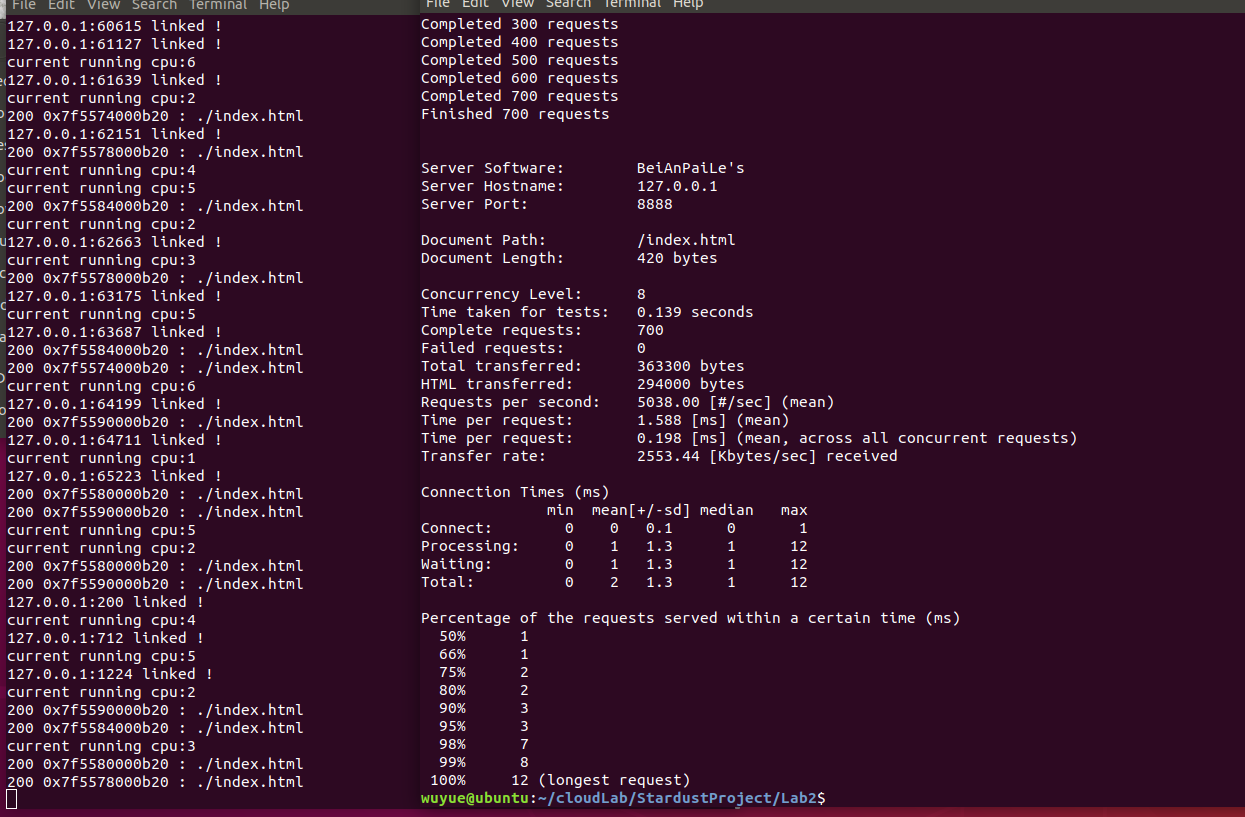 File Edit View Search Terminal Help
127.0.0.1:60615 linked !
127.0.0.1:61127 linked !
current running cpu:6
127.0.0.1:61639 linked !
current running cpu:2
200 0x7f5574000b20 : ./index.html
127.0.0.1:62151 linked !
200 0x7f5578000b20 : ./index.html
current running cpu:4
current running cpu:5
200 0x7f5584000b20 : ./index.html
current running cpu:2
127.0.0.1:62663 linked !
current running cpu:3
200 0x7f5578000b20 : ./index.html
127.0.0.1:63175 linked !
current running cpu:5
127.0.0.1:63687 linked !
200 0x7f5584000b20 : ./index.html
200 0x7f5574000b20 : ./index.html
current running cpu:6
127.0.0.1:64199 linked !
200 0x7f5590000b20 : ./index.html
127.0.0.1:64711 linked !
current running cpu:1
127.0.0.1:65223 linked !
200 0x7f5580000b20 : ./index.html
200 0x7f5590000b20 : ./index.html
current running cpu:5
current running cpu:2
200 0x7f5580000b20 : ./index.html
200 0x7f5590000b20 : ./index.html
127.0.0.1:200 linked !
current running cpu:4
127.0.0.1:712 linked !
current running cpu:5
127.0.0.1:1224 linked !
current running cpu:2
200 0x7f5590000b20 : ./index.html
200 0x7f5584000b20 : ./index.html
current running cpu:3
200 0x7f5580000b20 : ./index.html
200 0x7f5578000b20 : ./index.html
File Edit View Search Terminal Help
Completed 300 requests
Completed 400 requests
Completed 500 requests
Completed 600 requests
Completed 700 requests
Finished 700 requests
Server Software: BeiAnPaiLe's
Server Hostname: 127.0.0.1
Server Port: 8888
Document Path: /index.html
Document Length: 420 bytes
Concurrency Level: 8
Time taken for tests: 0.139 seconds
Complete requests: 700
Failed requests: 0
Total transferred: 363300 bytes
HTML transferred: 294000 bytes
Requests per second: 5038.00 [#/sec] (mean)
Time per request: 1.588 [ms] (mean)
Time per request: 0.198 [ms] (mean, across all concurrent requests)
Transfer rate: 2553.44 [Kbytes/sec] received
Connection Times (ms)
min mean[+/-sd] median max
Connect: 0 0 0.1 0 1
Processing: 0 1 1.3 1 12
Waiting: 0 1 1.3 1 12
Total: 0 2 1.3 1 12
Percentage of the requests served within a certain time (ms)
50% 1
66% 1
75% 2
80% 2
90% 3
95% 3
98% 7
99% 8
100% 12 (longest request)
wuyue@ubuntu:~/cloudLab/StardustProject/Lab2$